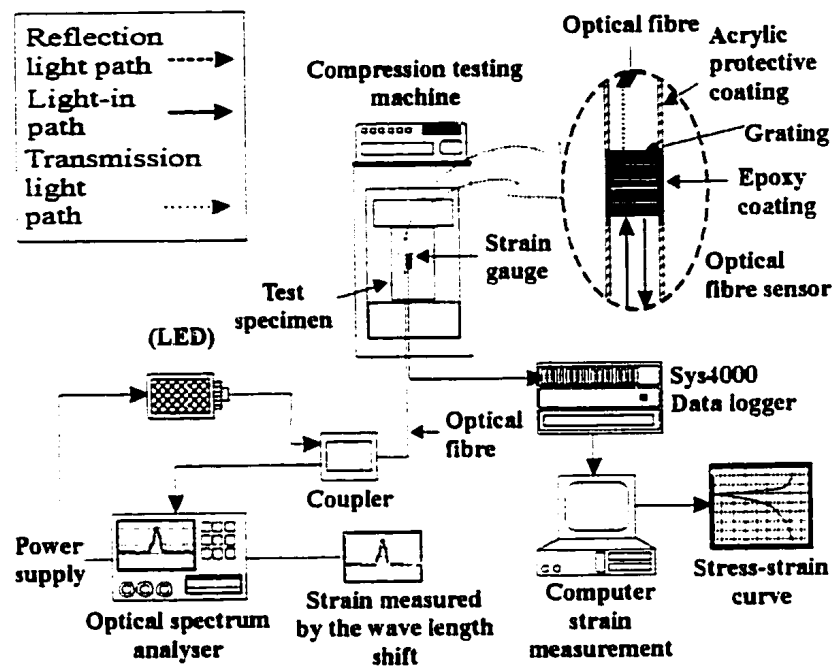 Reflection
light path
Light-in
path
Transmission
light
path
Compression testing
machine
Optical fibre
Acrylic
protective
coating
Grating
Epoxy
coating
Optical
fibre sensor
Strain
gauge
Test
specimen
(LED)
Sys4000
Data logger
Optical
fibre
Coupler
Power
supply
Optical spectrum
analyser
Strain measured
by the wave length
shift
Computer
strain
measurement
Stress-strain
curve